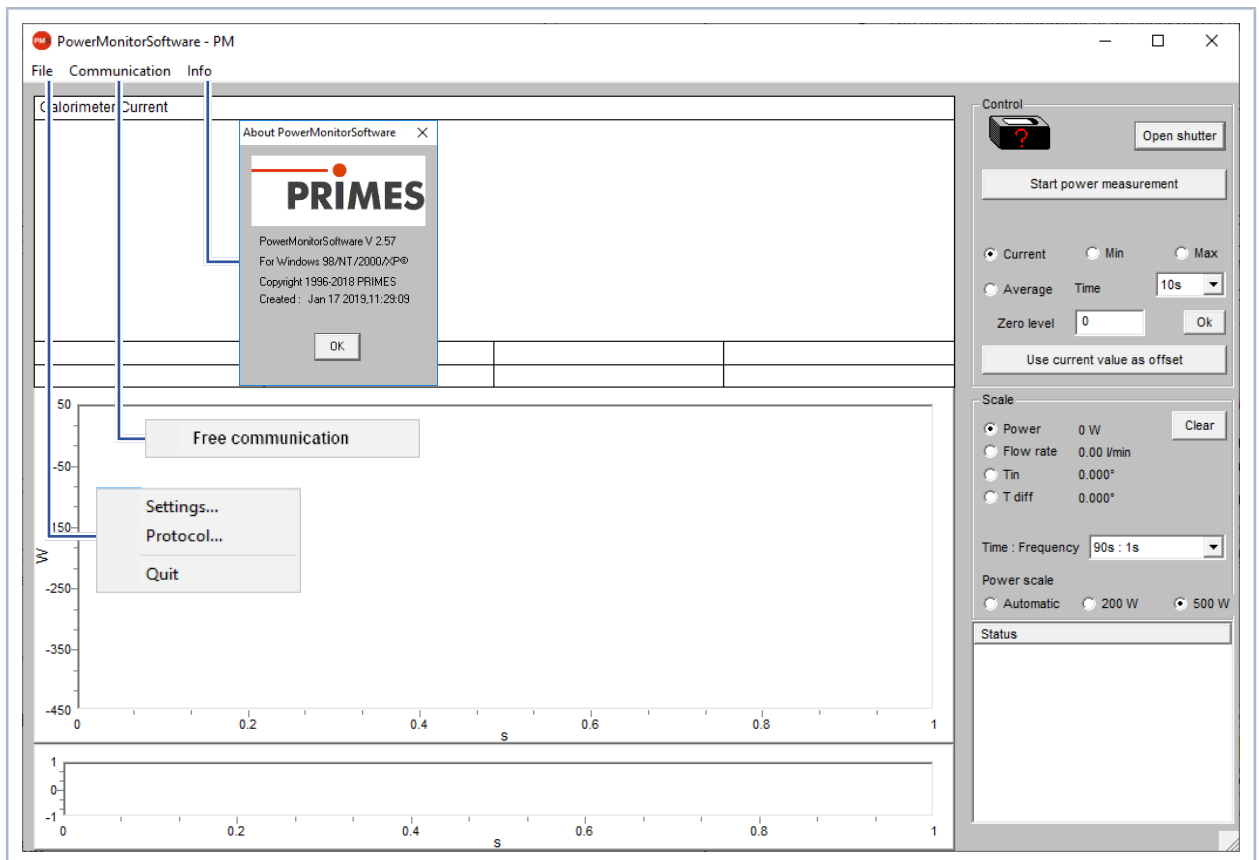 PM
PowerMonitorSoftware - PM
File Communication Info
Calorimeter Current
About PowerMonitorSoftware
PRIMES
PowerMonitorSoftware V 2.57
For Windows 98/NT/2000/XP®
Copyright 1996-2018 PRIMES
Created : Jan 17 2019,11:29:09
OK
Free communication
Settings...
Protocol...
Quit
50
-50
150
W
-250
-350
-450
0 0.2 0.4 0.6 0.8 1
s
1
0
-1
0 0.2 0.4 0.6 0.8 1
s
Control
?
Open shutter
Start power measurement
Current Min Max
Average Time 10s
Zero level 0 Ok
Use current value as offset
Scale
Power 0 W Clear
Flow rate 0.00 l/min
Tin 0.000°
T diff 0.000°
Time : Frequency 90s : 1s
Power scale
Automatic 200 W 500 W
Status